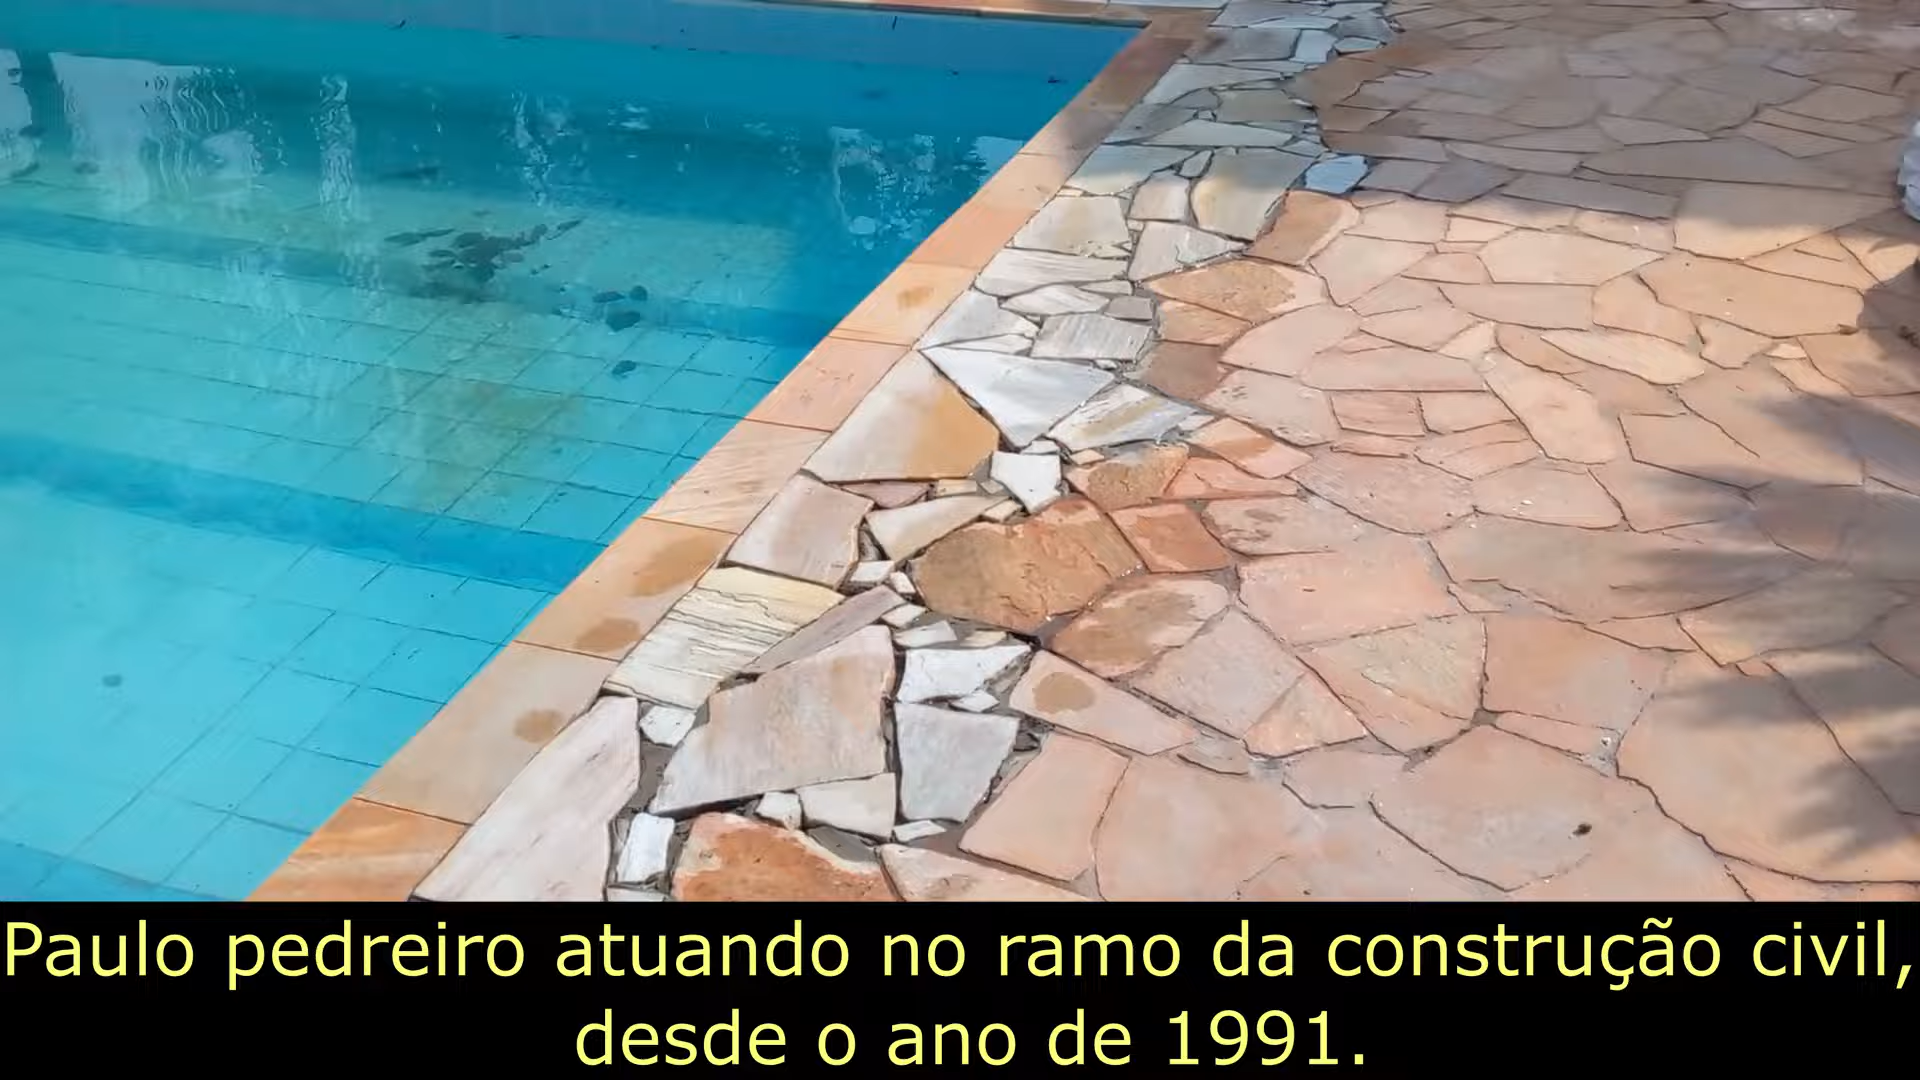 Paulo pedreiro atuando no ramo da construção civil,
desde o ano de 1991.